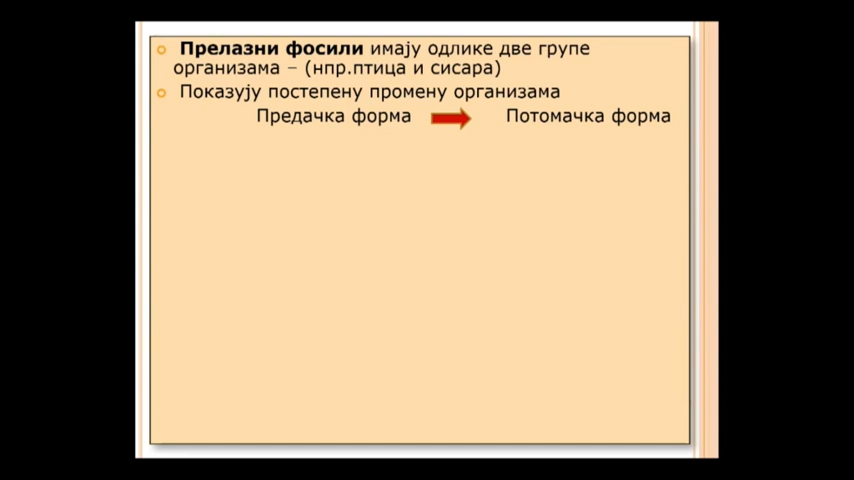 Прелазни фосили имају одлике две групе
организама – (нпр.птица и сисара)
Показују постепену промену организама
Предачка форма Потомачка форма